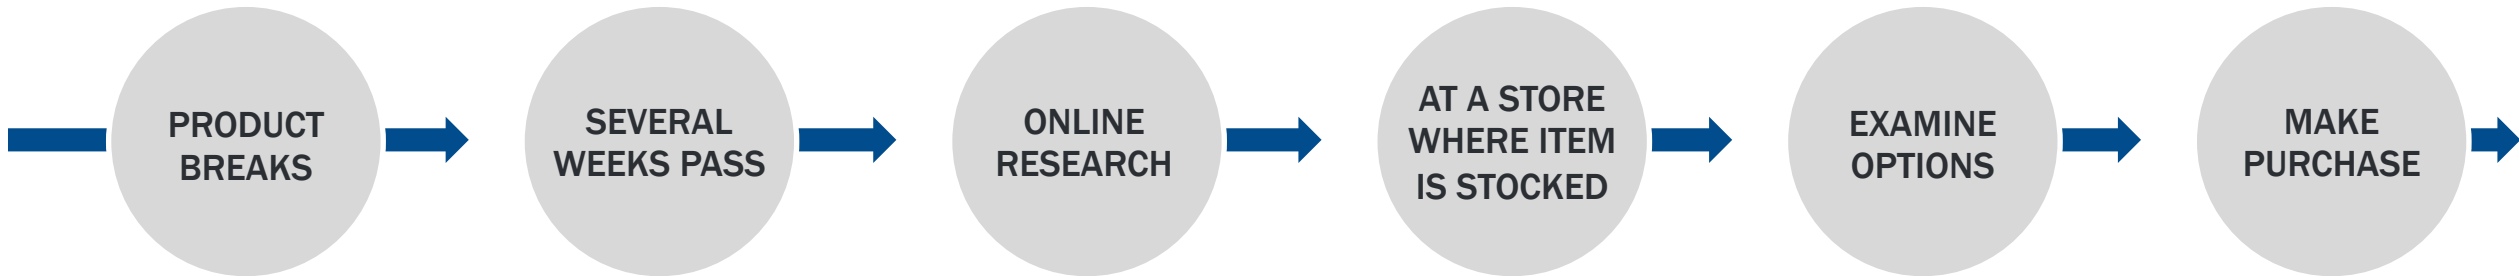 PRODUCT
BREAKS
SEVERAL
WEEKS PASS
ONLINE
RESEARCH
AT A STORE
WHERE ITEM
IS STOCKED
EXAMINE
OPTIONS
MAKE
PURCHASE